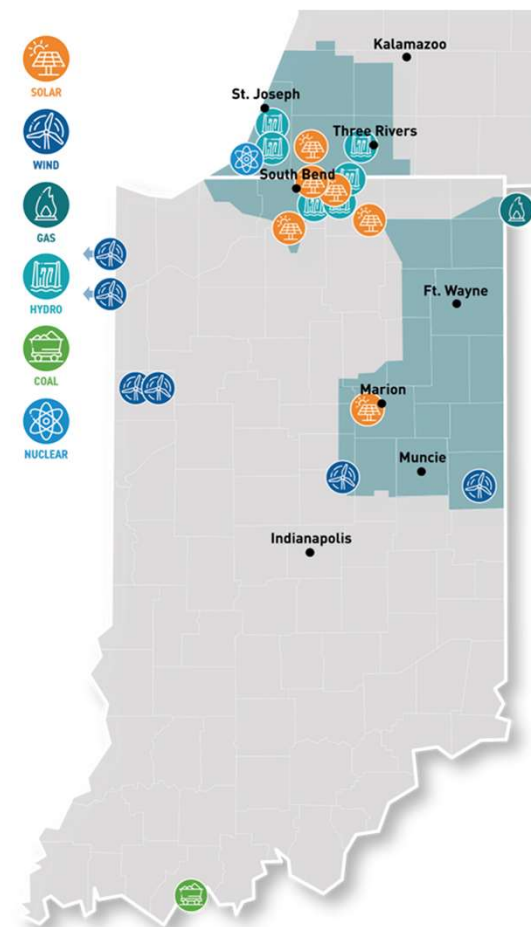 Kalamazoo
St. Joseph
SOLAR
Three Rivers
WIND
South Bend
GAS
HYDRO
Ft. Wayne
COAL
Marion
NUCLEAR
Muncie
Indianapolis